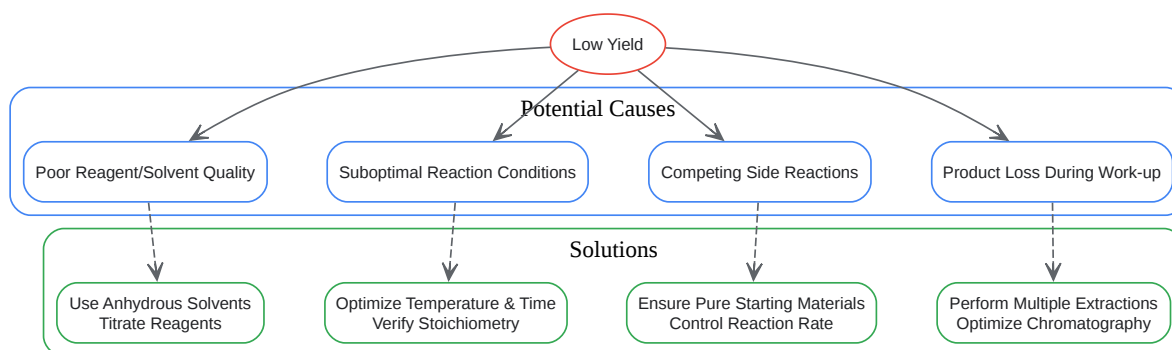 Low Yield
Potential Causes
Poor Reagent/Solvent Quality
Suboptimal Reaction Conditions
Competing Side Reactions
Product Loss During Work-up
Solutions
Use Anhydrous Solvents
Titrate Reagents
Optimize Temperature & Time
Verify Stoichiometry
Ensure Pure Starting Materials
Control Reaction Rate
Perform Multiple Extractions
Optimize Chromatography